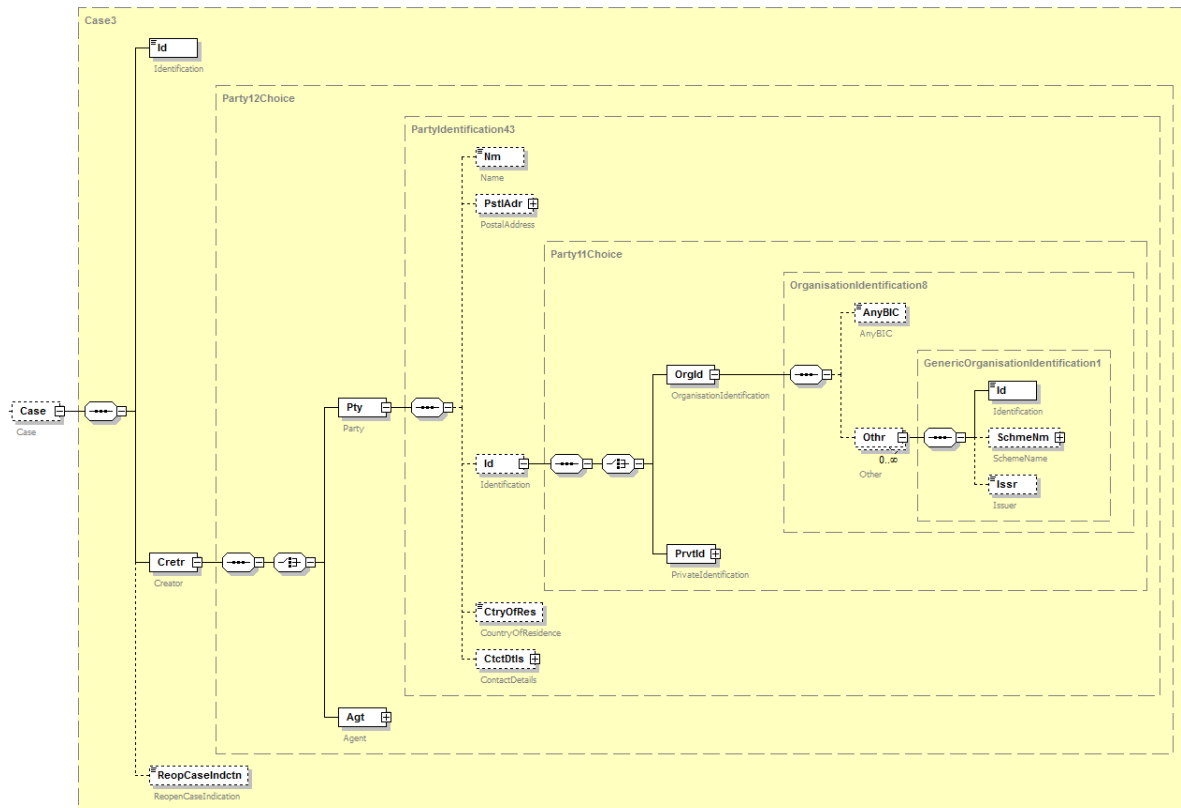 Case3
Id
Identification
Party12Choice
PartyIdentification43
Nm
Name
PstlAdr
PostalAddress
Party11Choice
OrganisationIdentification8
AnyBIC
AnyBIC
GenericOrganisationIdentification1
OrgId
OrganisationIdentification
Id
Identification
Case
Case
Pty
Party
Othr
0..∞
Other
SchmeNm
SchemeName
Id
Identification
Issr
Issuer
Cretr
Creator
PrvtId
PrivateIdentification
CtryOfRes
CountryOfResidence
CtctDtls
ContactDetails
Agt
Agent
ReopCaseIndctn
ReopenCaseIndication